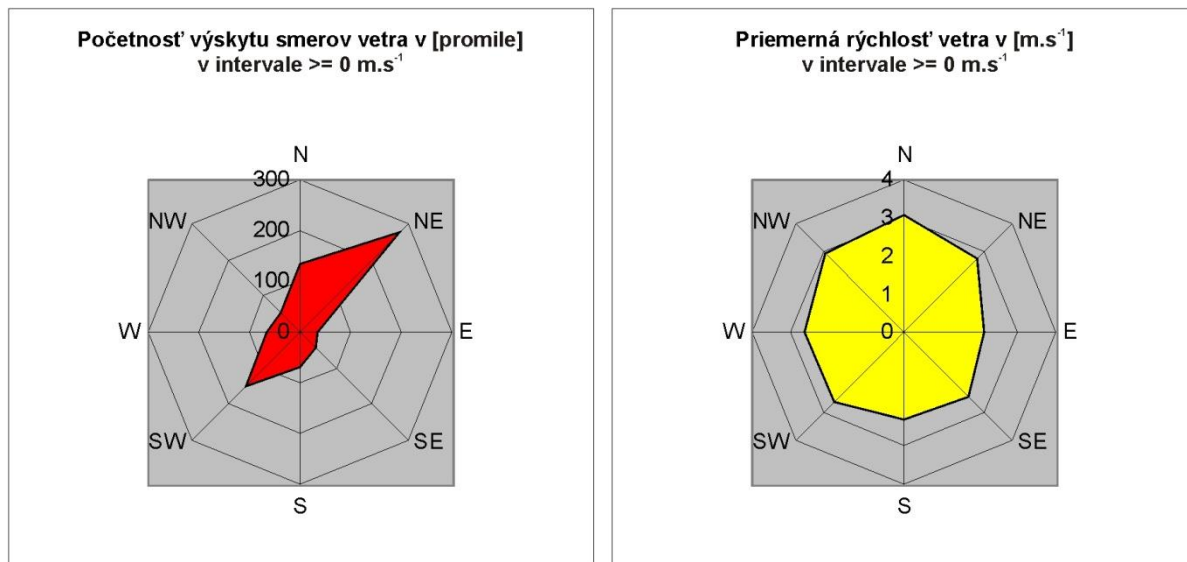 Početnosť výskytu smerov vetra v [promile]
v intervale >= 0 m.s⁻¹
N
300
NW
NE
200
100
W
0
E
SW
SE
S
Priemerná rýchlosť vetra v [m.s⁻¹]
v intervale >= 0 m.s⁻¹
N
4
NW
NE
3
2
1
W
0
E
SW
SE
S